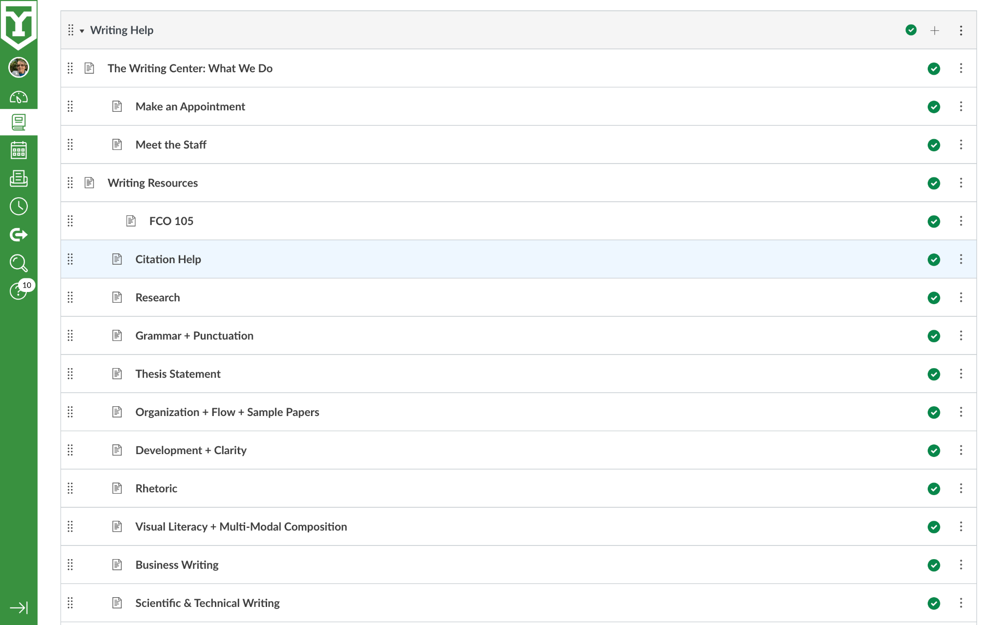 Y
Writing Help
The Writing Center: What We Do
Make an Appointment
Meet the Staff
Writing Resources
FCO 105
Citation Help
10
Research
Grammar + Punctuation
Thesis Statement
Organization + Flow + Sample Papers
Development + Clarity
Rhetoric
Visual Literacy + Multi-Modal Composition
Business Writing
Scientific & Technical Writing